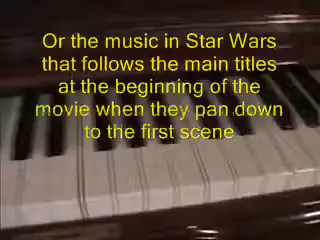 Or the music in Star Wars
that follows the main titles
at the beginning of the
movie when they pan down
to the first scene